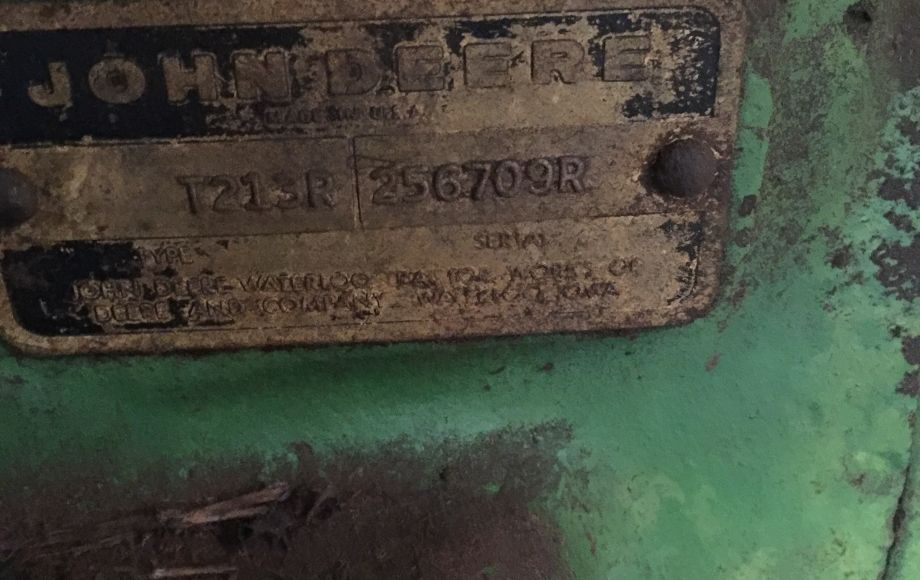 JOHN DEERE
MADE IN U.S.A.
T213R 256709R
TYPE SERIAL
JOHN DEERE WATERLOO TRACTOR WORKS OF
DEERE AND COMPANY - WATERLOO, IOWA